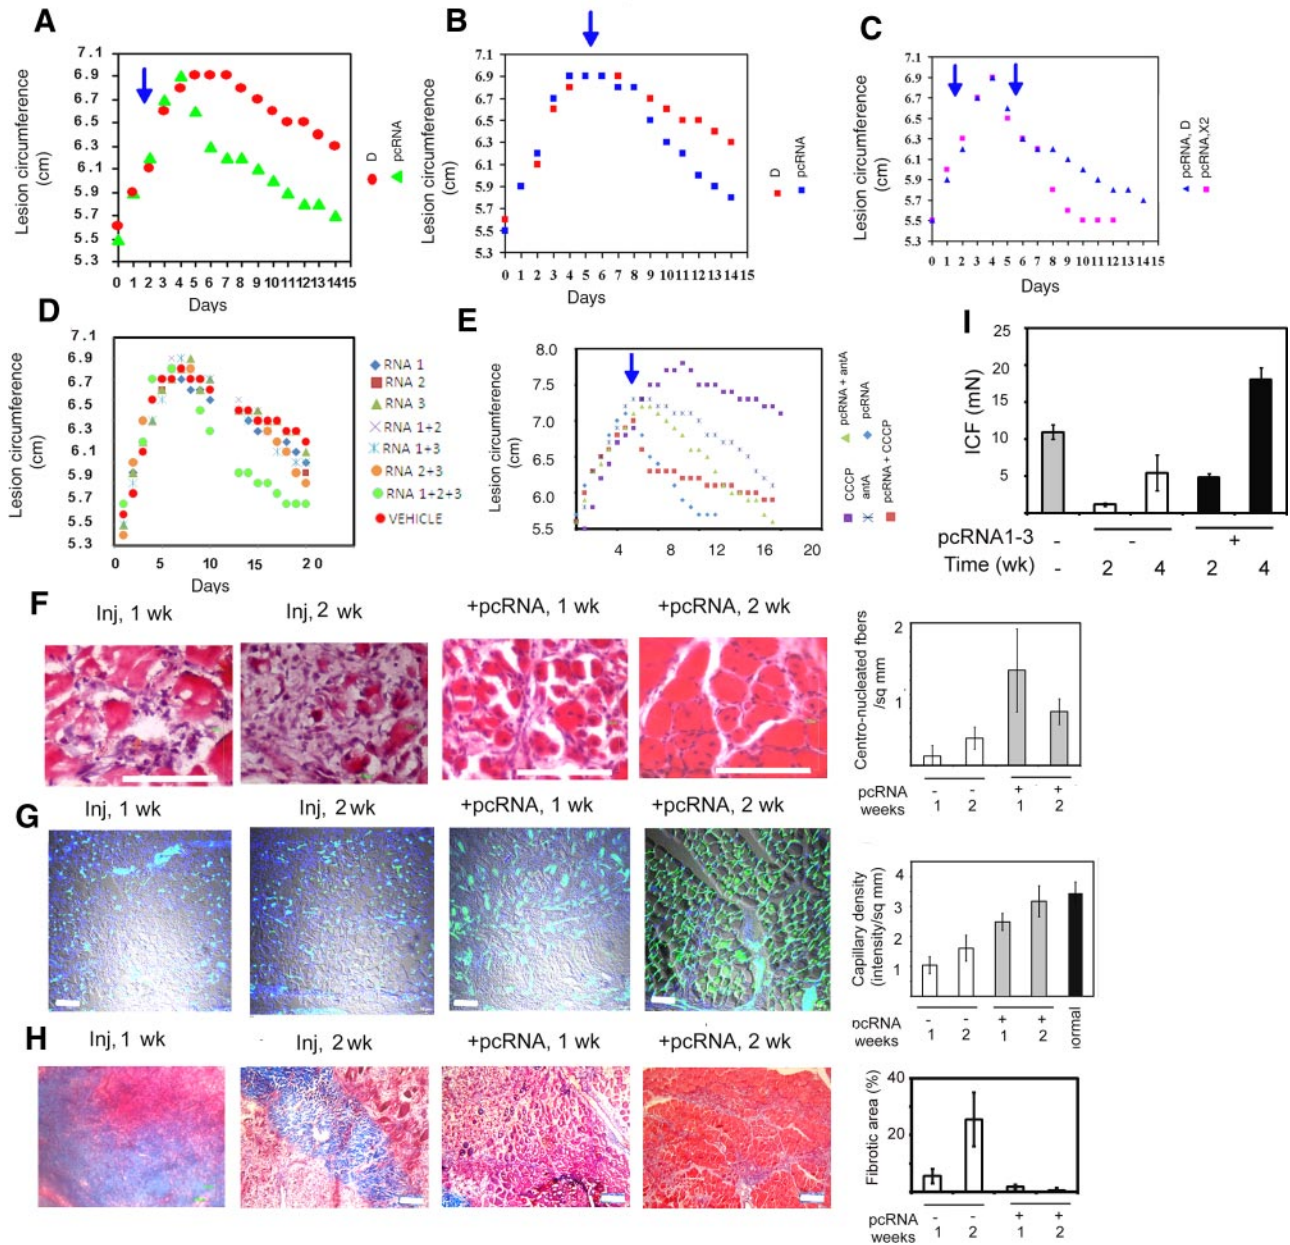 A
7.1
6.9
6.7
6.5
6.3
6.1
5.9
5.7
5.5
5.3
Lesion circumference
(cm)
0 1 2 3 4 5 6 7 8 9 10 11 12 13 14 15
Days
D
pcRNA
B
7.1
6.9
6.7
6.5
6.3
6.1
5.9
5.7
5.5
5.3
Lesion circumference
(cm)
0 1 2 3 4 5 6 7 8 9 10 11 12 13 14 15
Days
D
pcRNA
C
7.1
6.9
6.7
6.5
6.3
6.1
5.9
5.7
5.5
5.3
Lesion circumference
(cm)
0 1 2 3 4 5 6 7 8 9 10 11 12 13 14 15
Days
pcRNA, D
pcRNA,X2
D
7.1
6.9
6.7
6.5
6.3
6.1
5.9
5.7
5.5
5.3
Lesion circumference
(cm)
0 5 10 15 20
Days
RNA 1
RNA 2
RNA 3
RNA 1+2
RNA 1+3
RNA 2+3
RNA 1+2+3
VEHICLE
E
8.0
7.5
7.0
6.5
6.0
5.5
Lesion circumference
(cm)
4 8 12 16 20
pcRNA + antA
pcRNA
CCCP
antA
pcRNA + CCCP
I
25
20
15
10
5
ICF (mN)
pcRNA1-3 - - +
Time (wk) - 2 4 2 4
F
Inj, 1 wk
Inj, 2 wk
+pcRNA, 1 wk
+pcRNA, 2 wk
2
1
Centro-nucleated fbers
/sq mm
pcRNA - - + +
weeks 1 2 1 2
G
Inj, 1 wk
Inj, 2 wk
+pcRNA, 1 wk
+pcRNA, 2 wk
4
3
2
1
Capillary density
(intensity/sq mm)
pcRNA - - + +
weeks 1 2 1 2
ormal
H
Inj, 1 wk
Inj, 2 wk
+pcRNA, 1 wk
+pcRNA, 2 wk
40
20
Fibrotic area (%)
pcRNA - - + +
weeks 1 2 1 2